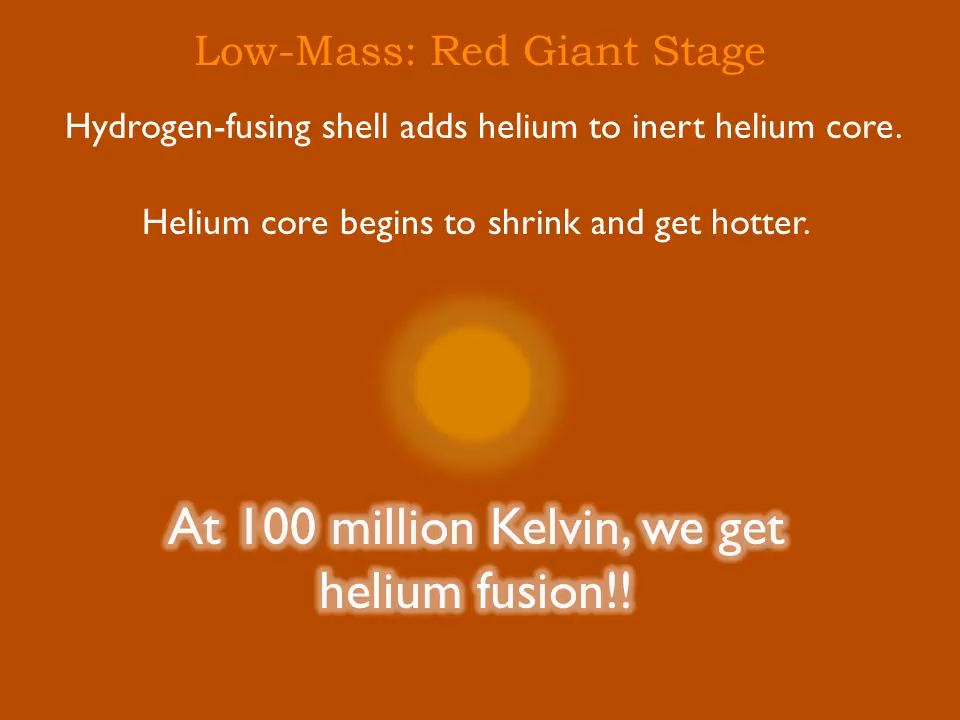 Low-Mass: Red Giant Stage
Hydrogen-fusing shell adds helium to inert helium core.
Helium core begins to shrink and get hotter.
At 100 million Kelvin, we get
helium fusion!!